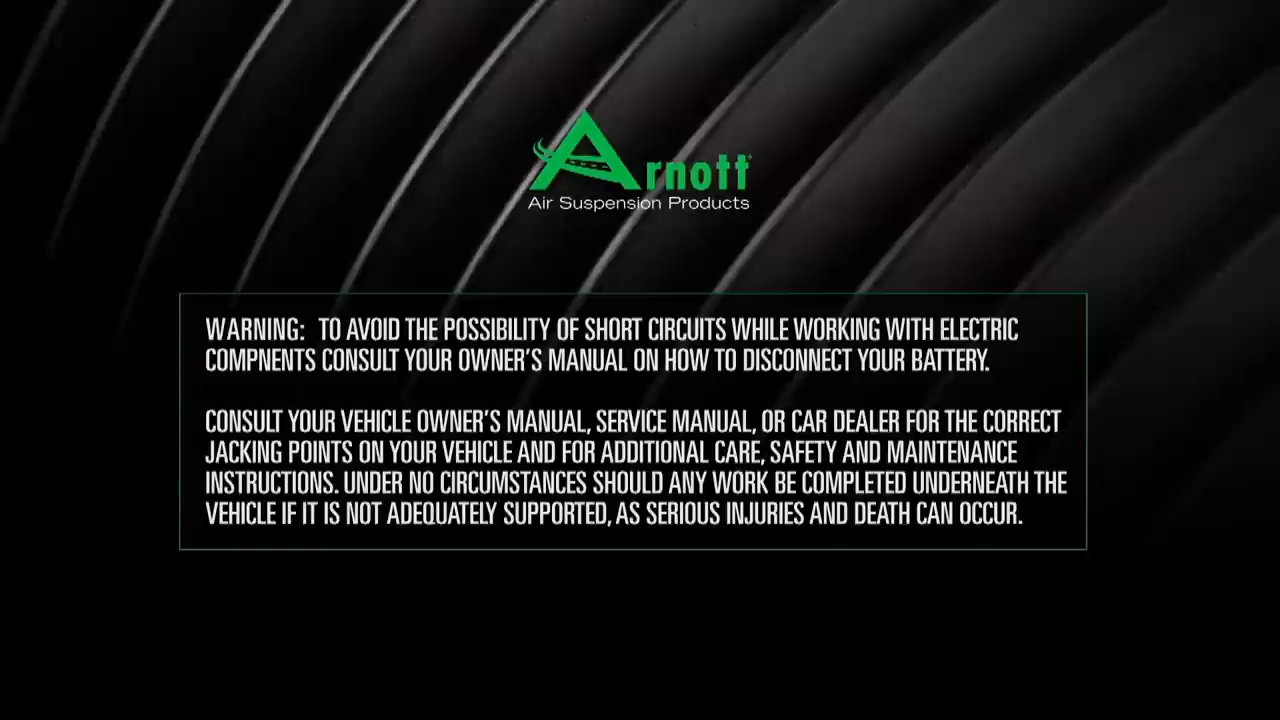 Arnott
Air Suspension Products
WARNING: TO AVOID THE POSSIBILITY OF SHORT CIRCUITS WHILE WORKING WITH ELECTRIC
COMPNENTS CONSULT YOUR OWNER'S MANUAL ON HOW TO DISCONNECT YOUR BATTERY.
CONSULT YOUR VEHICLE OWNER'S MANUAL, SERVICE MANUAL, OR CAR DEALER FOR THE CORRECT
JACKING POINTS ON YOUR VEHICLE AND FOR ADDITIONAL CARE, SAFETY AND MAINTENANCE
INSTRUCTIONS. UNDER NO CIRCUMSTANCES SHOULD ANY WORK BE COMPLETED UNDERNEATH THE
VEHICLE IF IT IS NOT ADEQUATELY SUPPORTED, AS SERIOUS INJURIES AND DEATH CAN OCCUR.